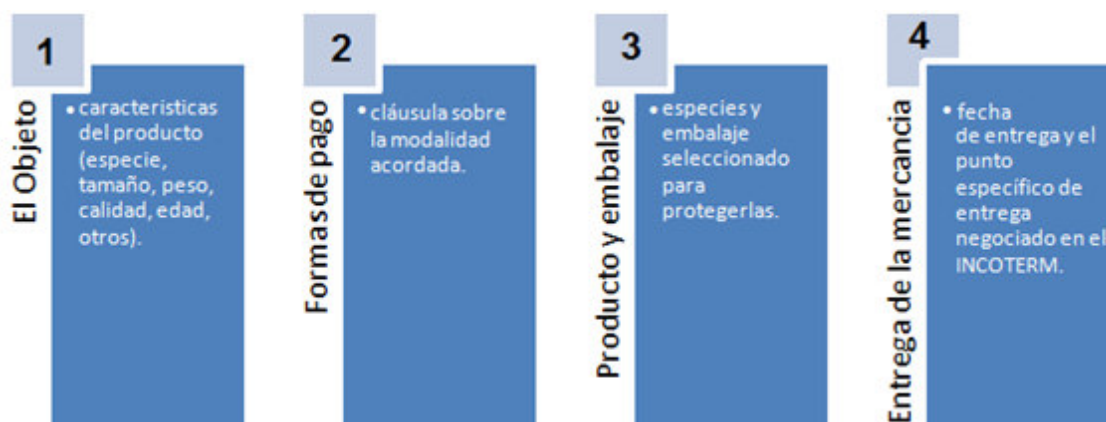 1
El Objeto
• caracteristicas
del producto
(especie,
tamaño, peso,
calidad, edad,
otros).
2
Formas de pago
• cláusula sobre
la modalidad
acordada.
3
Producto y embalaje
• especies y
embalaje
seleccionado
para
protegerlas.
4
Entrega de la mercancia
• fecha
de entrega y el
punto
específico de
entrega
negociado en el
INCOTERM.